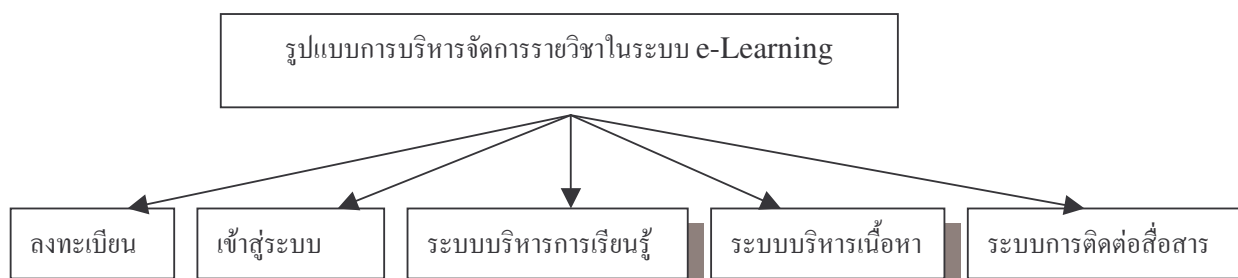 รูปแบบการบริหารจัดการรายวิชาในระบบ e-Learning
ลงทะเบียน
เข้าสู่ระบบ
ระบบบริหารการเรียนรู้
ระบบบริหารเนื้อหา
ระบบการติดต่อสื่อสาร